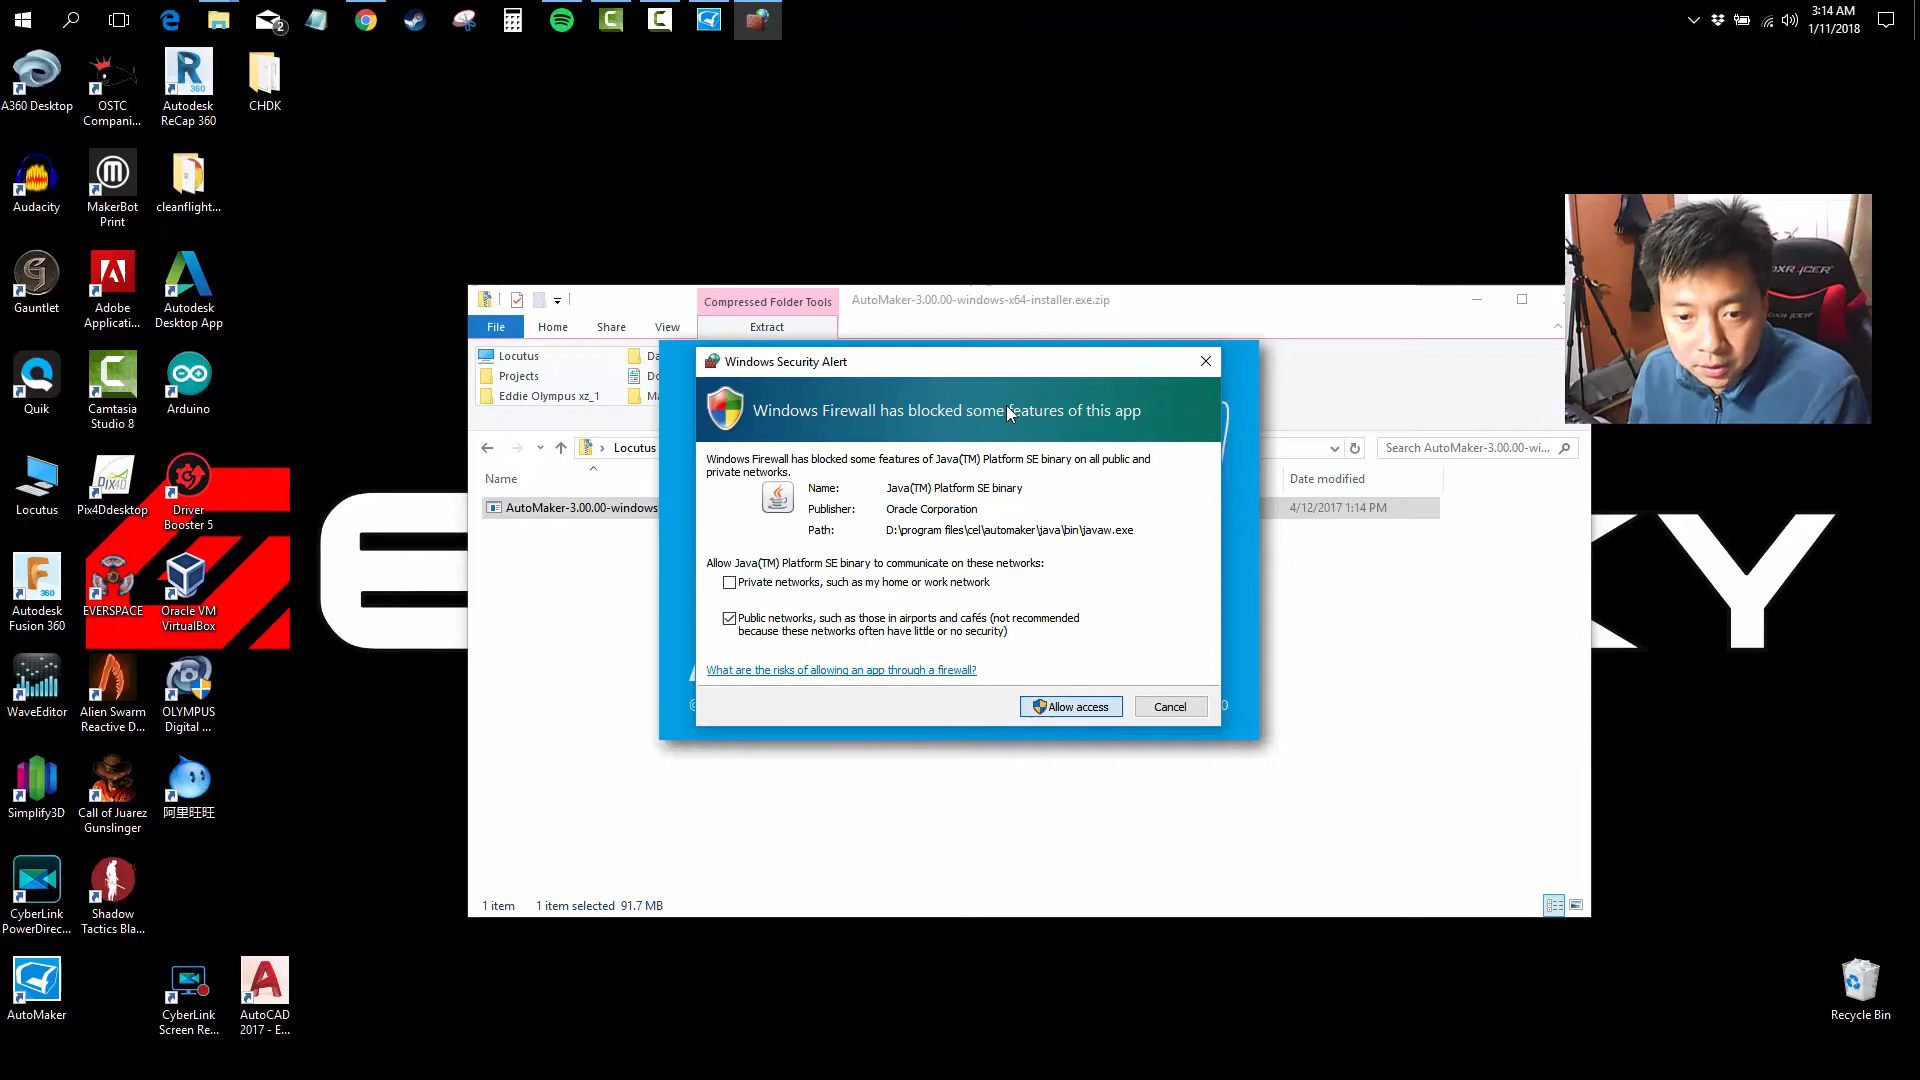 2
3:14 AM
1/11/2018
A360 Desktop
OSTC
Compani...
Autodesk
ReCap 360
CHDK
Audacity
MakerBot
Print
cleanflight...
Gauntlet
Adobe
Applicati...
Autodesk
Desktop App
Quik
Camtasia
Studio 8
Arduino
Locutus
Pix4Ddesktop
Driver
Booster 5
Autodesk
Fusion 360
EVERSPACE
Oracle VM
VirtualBox
WaveEditor
Alien Swarm
Reactive D...
OLYMPUS
Digital ...
Simplify3D
Call of Juarez
Gunslinger
阿里旺旺
CyberLink
PowerDirec...
Shadow
Tactics Bla...
AutoMaker
CyberLink
Screen Re...
AutoCAD
2017 - E...
Recycle Bin
Compressed Folder Tools
AutoMaker-3.00.00-windows-x64-installer.exe.zip
File
Home
Share
View
Extract
Locutus
Projects
Eddie Olympus xz_1
Locutus
Search AutoMaker-3.00.00-wi...
Name
Date modified
AutoMaker-3.00.00-windows
4/12/2017 1:14 PM
1 item
1 item selected 91.7 MB
Windows Security Alert
Windows Firewall has blocked some features of this app
Windows Firewall has blocked some features of Java(TM) Platform SE binary on all public and
private networks.
Name: Java(TM) Platform SE binary
Publisher: Oracle Corporation
Path: D:\program files\cel\automaker\java\bin\javaw.exe
Allow Java(TM) Platform SE binary to communicate on these networks:
Private networks, such as my home or work network
Public networks, such as those in airports and cafés (not recommended
because these networks often have little or no security)
What are the risks of allowing an app through a firewall?
Allow access
Cancel